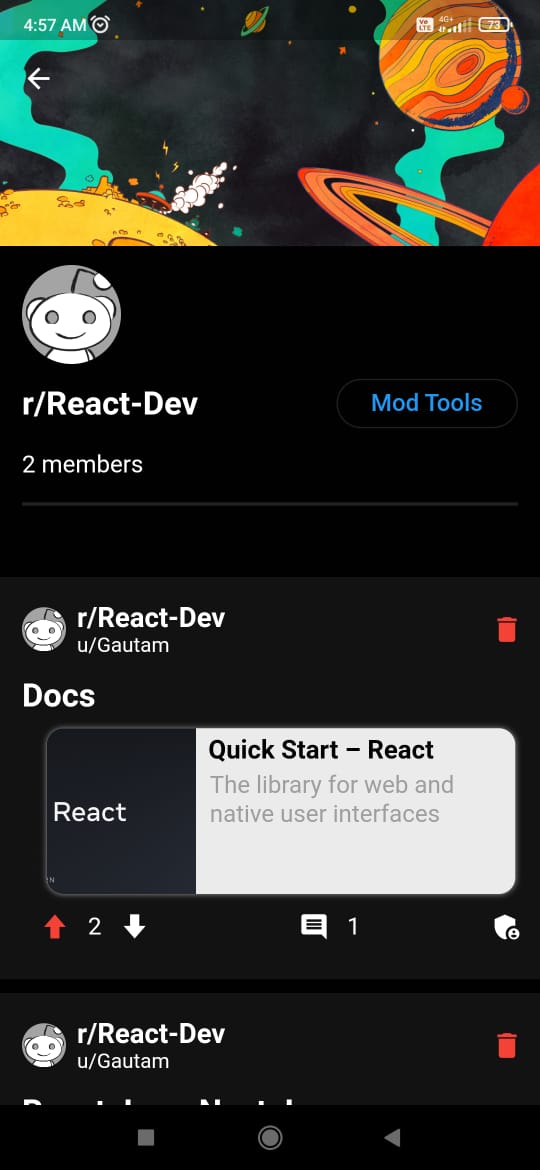 4:57 AM
Vo LTE 4G+ 73
r/React-Dev
Mod Tools
2 members
r/React-Dev
u/Gautam
Docs
Quick Start – React
React
The library for web and
native user interfaces
2
1
r/React-Dev
u/Gautam